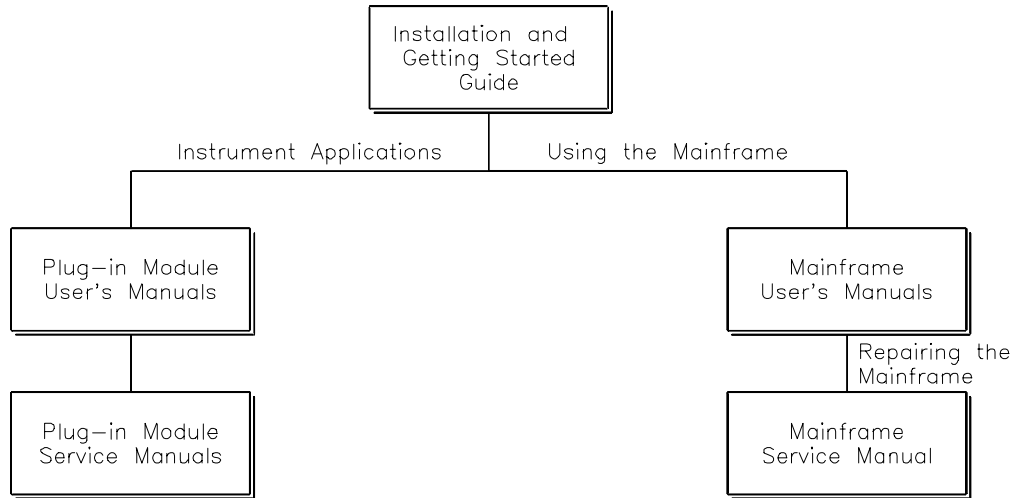 Installation and
Getting Started
Guide
Instrument Applications
Using the Mainframe
Plug-in Module
User's Manuals
Mainframe
User's Manuals
Repairing the
Mainframe
Plug-in Module
Service Manuals
Mainframe
Service Manual